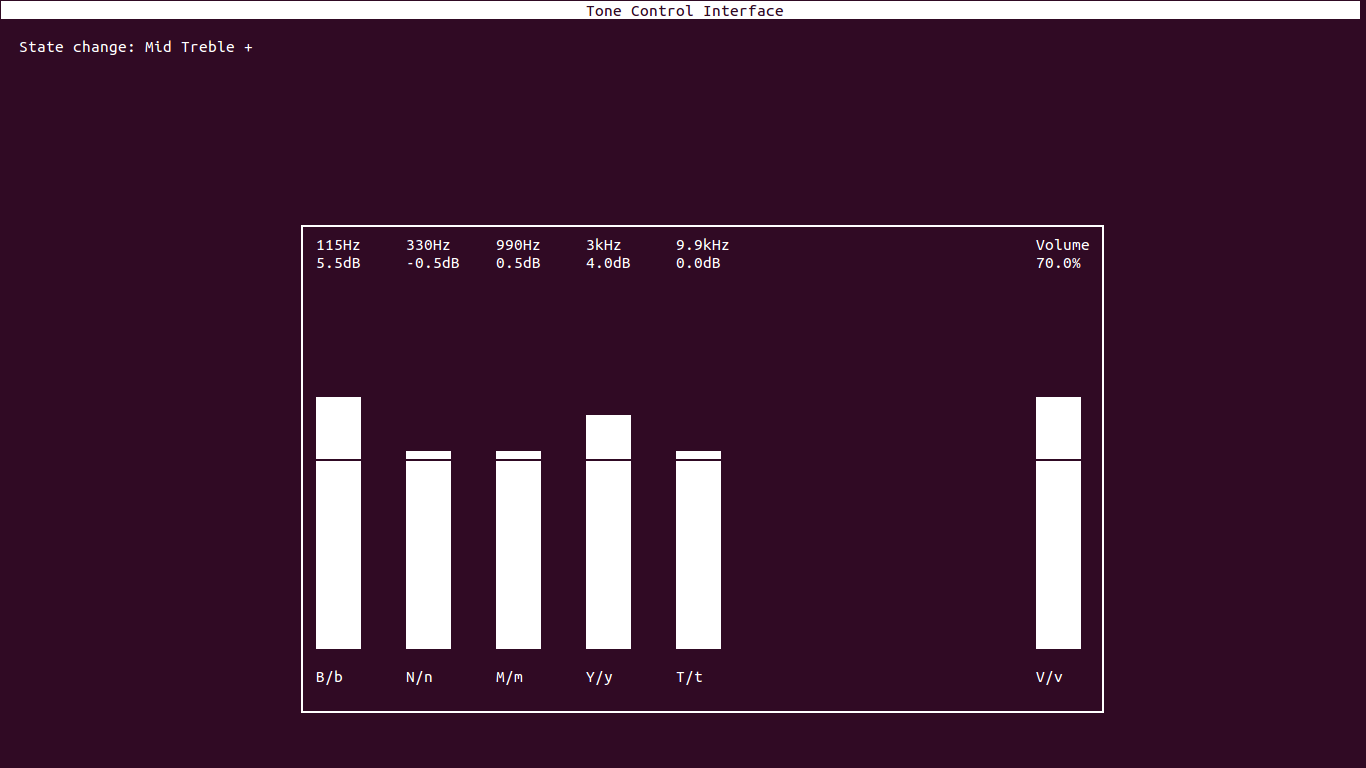 Tone Control Interface
State change: Mid Treble +
115Hz 330Hz 990Hz 3kHz 9.9kHz Volume
5.5dB -0.5dB 0.5dB 4.0dB 0.0dB 70.0%
B/b N/n M/m Y/y T/t V/v